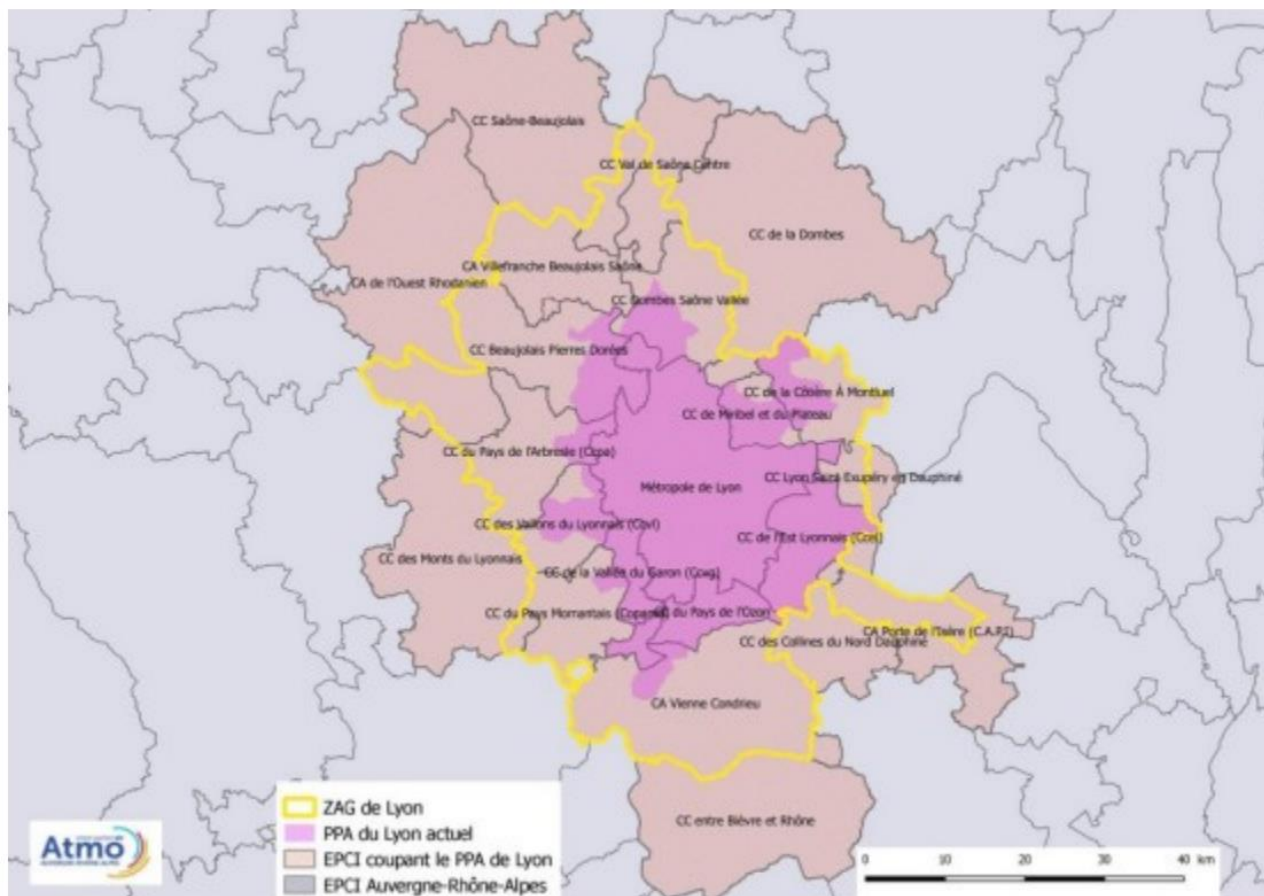 CC Saône-Beaujolais
CC Val de Saône Centre
CC de la Dombes
CA Villefranche Beaujolais Saône
CA de l'Ouest Rhodanien
CC Dombes Saône Vallée
CC Beaujolais Pierres Dorées
CC de la Côtière À Montluel
CC de Miribel et du Plateau
CC du Pays de l'Arbresle (Ccpa)
CC Lyon Saint Exupéry en Dauphiné
Métropole de Lyon
CC des Vallons du Lyonnais (Ccvl)
CC de l'Est Lyonnais (Ccel)
CC des Monts du Lyonnais
CC de la Vallée du Garon (Ccvg)
CC du Pays Mornantais
CC du Pays de l'Ozon
CA Porte de l'Isère (C.A.P.I)
CC des Collines du Nord Dauphiné
CA Vienne Condrieu
CC entre Bièvre et Rhône
ZAG de Lyon
PPA du Lyon actuel
EPCI coupant le PPA de Lyon
EPCI Auvergne-Rhône-Alpes
Atmo
AUVERGNE-RHÔNE-ALPES
0 10 20 30 40 km